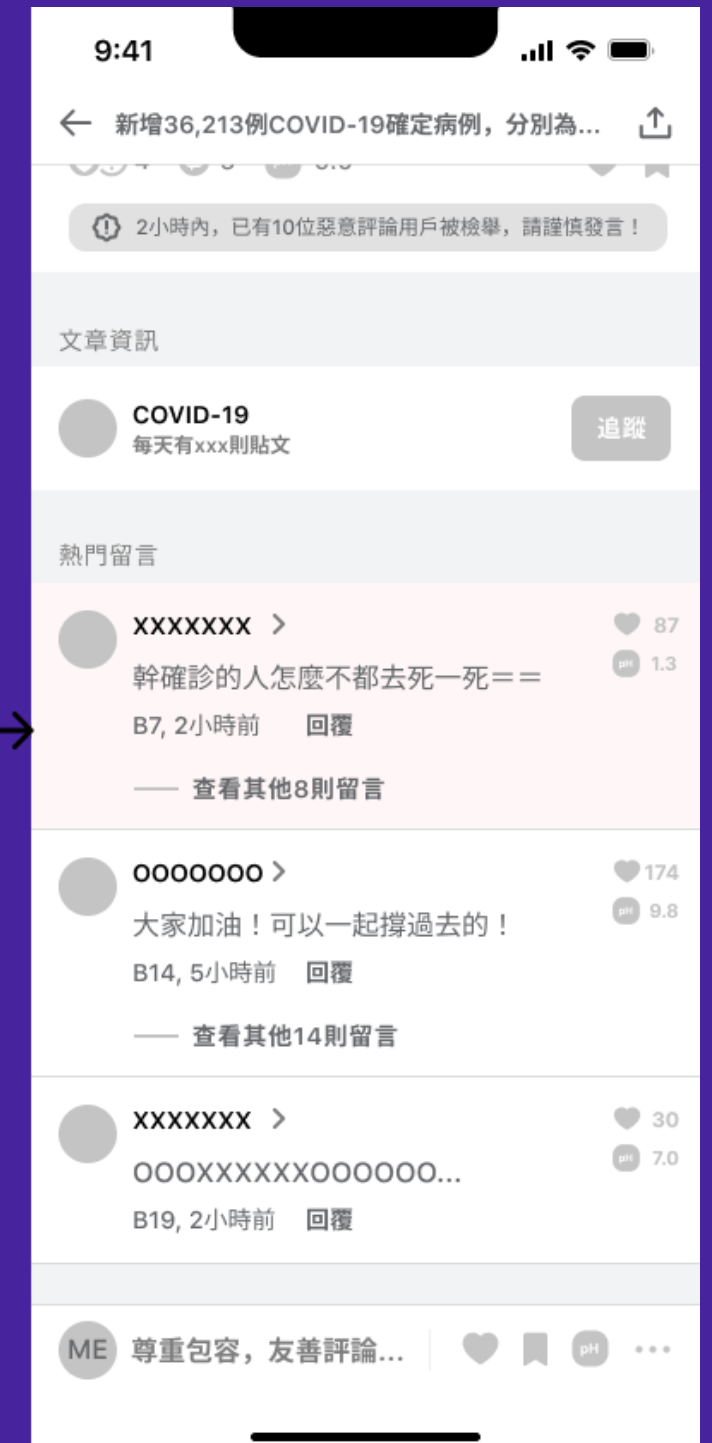 9:41
新增36,213例COVID-19確定病例，分別為...
2小時內，已有10位惡意評論用戶被檢舉，請謹慎發言！
文章資訊
COVID-19
每天有xxx則貼文
追蹤
熱門留言
XXXXXXX
87
幹確診的人怎麼不都去死一死＝＝
pH 1.3
B7, 2小時前 回覆
查看其他8則留言
OOOOOOO
174
大家加油！可以一起撐過去的！
pH 9.8
B14, 5小時前 回覆
查看其他14則留言
XXXXXXX
30
OOOXXXXXXOOOOOO...
pH 7.0
B19, 2小時前 回覆
ME 尊重包容，友善評論... pH